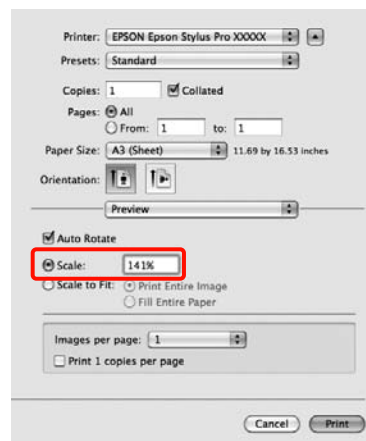 Printer: EPSON Epson Stylus Pro XXXXX
Presets: Standard
Copies: 1 Collated
Pages: All
From: 1 to: 1
Paper Size: A3 (Sheet) 11.69 by 16.53 inches
Orientation:
Preview
Auto Rotate
Scale: 141%
Scale to Fit: Print Entire Image
Fill Entire Paper
Images per page: 1
Print 1 copies per page
Cancel Print